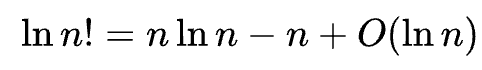 ln n! = n ln n − n + O(ln n)